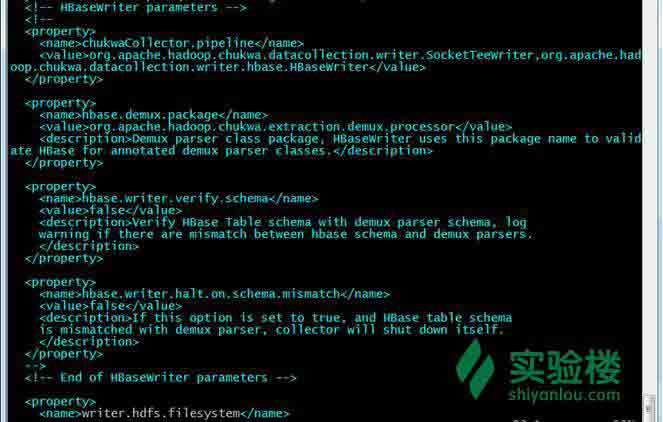 <!-- HBaseWriter parameters -->
<!--
<property>
<name>chukwaCollector.pipeline</name>
<value>org.apache.hadoop.chukwa.datacollection.writer.SocketTeeWriter,org.apache.had
oop.chukwa.datacollection.writer.hbase.HBaseWriter</value>
</property>
<property>
<name>hbase.demux.package</name>
<value>org.apache.hadoop.chukwa.extraction.demux.processor</value>
<description>Demux parser class package, HBaseWriter uses this package name to valid
ate HBase for annotated demux parser classes.</description>
</property>
<property>
<name>hbase.writer.verify.schema</name>
<value>false</value>
<description>Verify HBase Table schema with demux parser schema, log
warning if there are mismatch between hbase schema and demux parsers.
</description>
</property>
<property>
<name>hbase.writer.halt.on.schema.mismatch</name>
<value>false</value>
<description>If this option is set to true, and HBase table schema
is mismatched with demux parser, collector will shut down itself.
</description>
</property>
-->
<!-- End of HBaseWriter parameters -->
<property>
<name>writer.hdfs.filesystem</name>
实验楼
shiyanlou.com